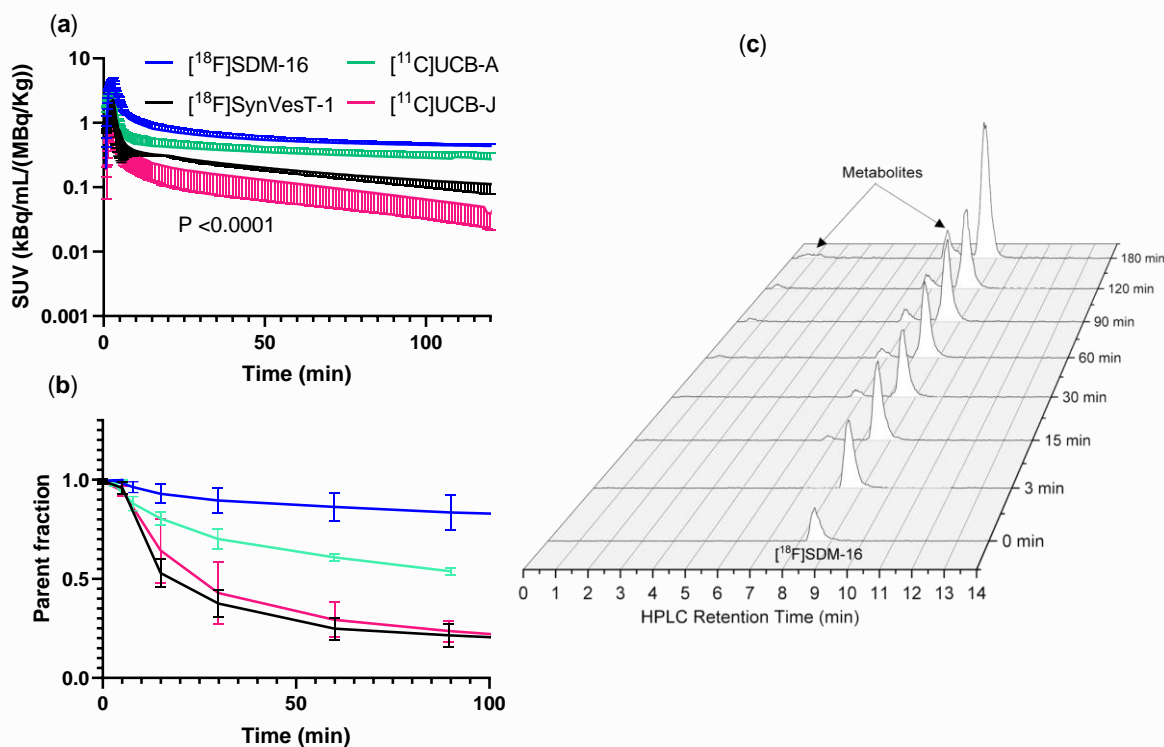 (a)
[¹⁸F]SDM-16
[¹¹C]UCB-A
[¹⁸F]SynVesT-1
[¹¹C]UCB-J
10
1
0.1
0.01
0.001
SUV (kBq/mL/(MBq/Kg))
P <0.0001
0
50
100
Time (min)
(b)
1.0
0.5
0.0
Parent fraction
0
50
100
Time (min)
(c)
Metabolites
180 min
120 min
90 min
60 min
30 min
15 min
3 min
0 min
[¹⁸F]SDM-16
0 1 2 3 4 5 6 7 8 9 10 11 12 13 14
HPLC Retention Time (min)